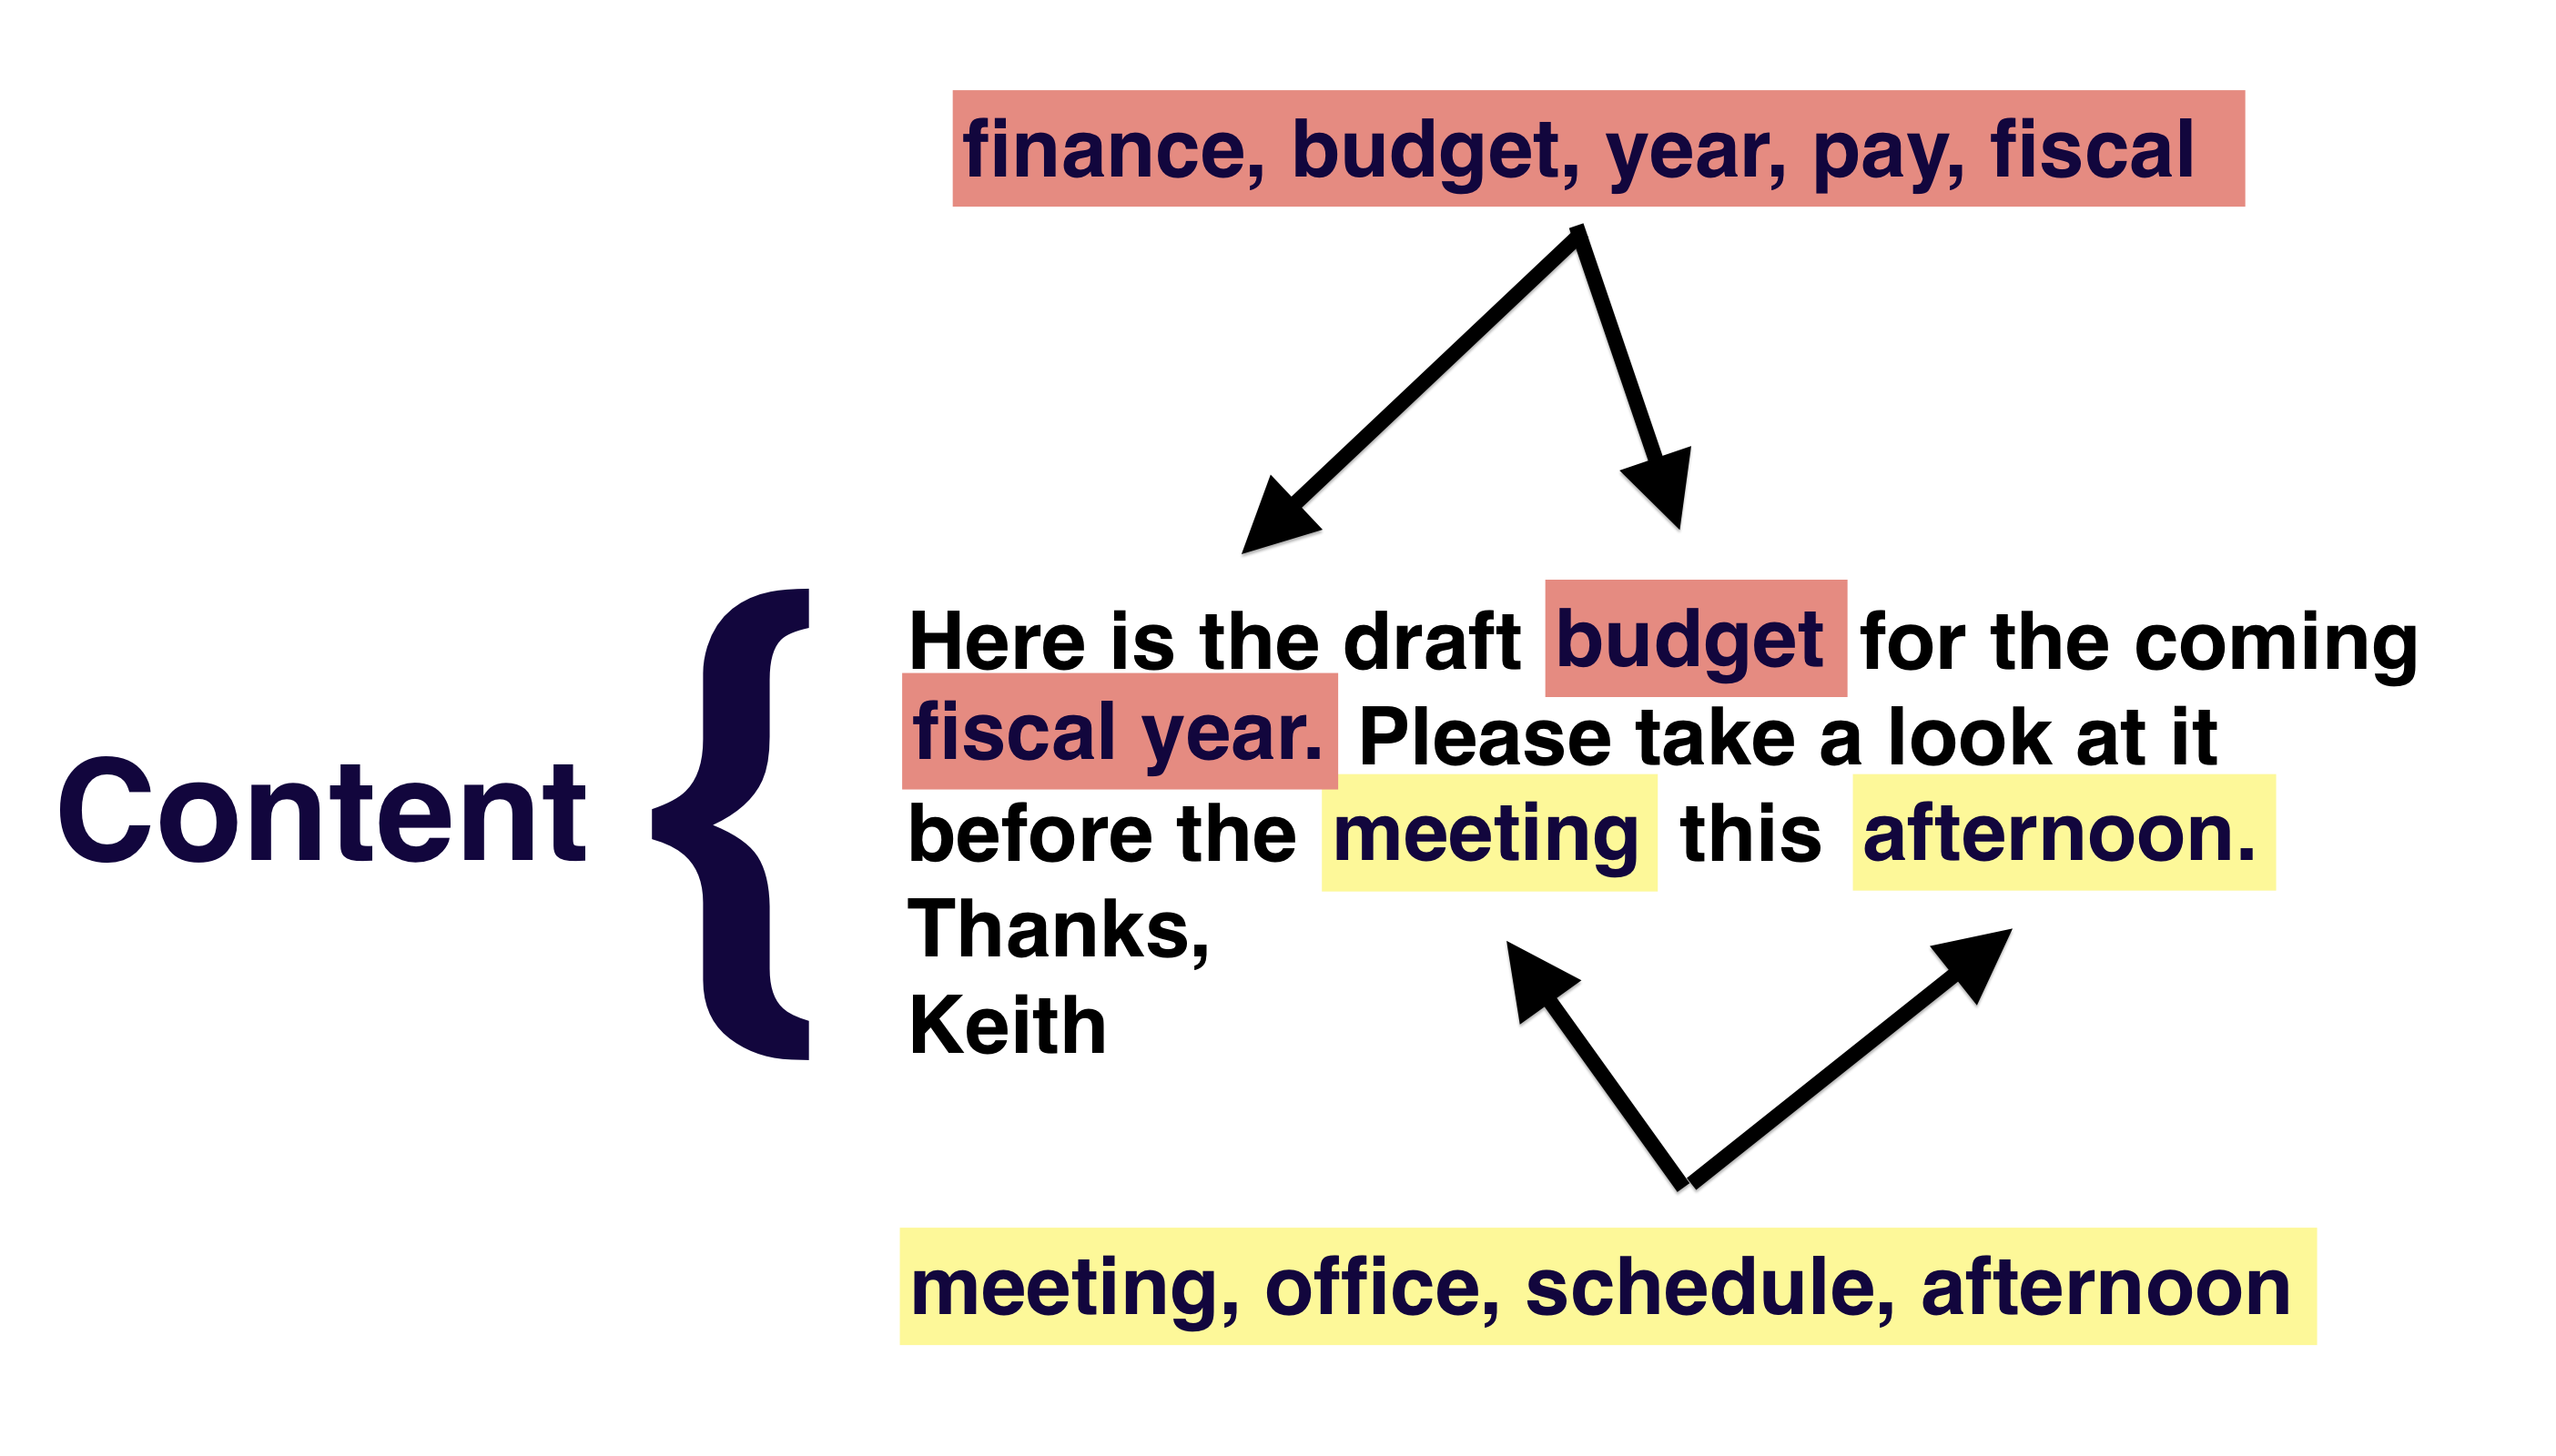 finance, budget, year, pay, fiscal
Content {
Here is the draft budget for the coming
fiscal year. Please take a look at it
before the meeting this afternoon.
Thanks,
Keith
meeting, office, schedule, afternoon